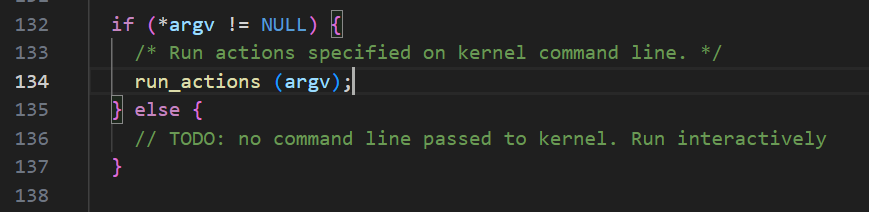 132 if (*argv != NULL) {
133 /* Run actions specified on kernel command line. */
134 run_actions (argv);
135 } else {
136 // TODO: no command line passed to kernel. Run interactively
137 }
138